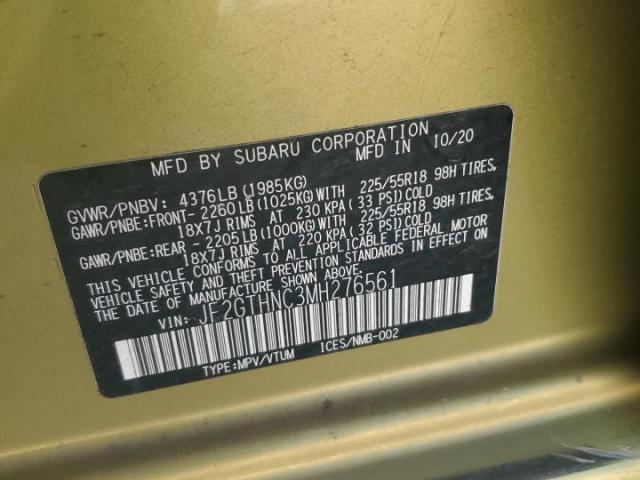 MFD BY SUBARU CORPORATION
MFD IN 10/20
GVWR/PNBV: 4376LB(1985KG)
GAWR/PNBE:FRONT- 2260LB(1025KG)WITH 225/55R18 98H TIRES,
18X7J RIMS AT 230 KPA(33 PSI)COLD
GAWR/PNBE:REAR - 2205LB(1000KG)WITH 225/55R18 98H TIRES,
18X7J RIMS AT 220 KPA(32 PSI)COLD
THIS VEHICLE CONFORMS TO ALL APPLICABLE FEDERAL MOTOR
VEHICLE SAFETY AND THEFT PREVENTION STANDARDS IN EFFECT ON
THE DATE OF MANUFACTURE SHOWN ABOVE.
VIN: JF2GTHNC3MH276561
TYPE:MPV/VTUM ICES/NMB-002